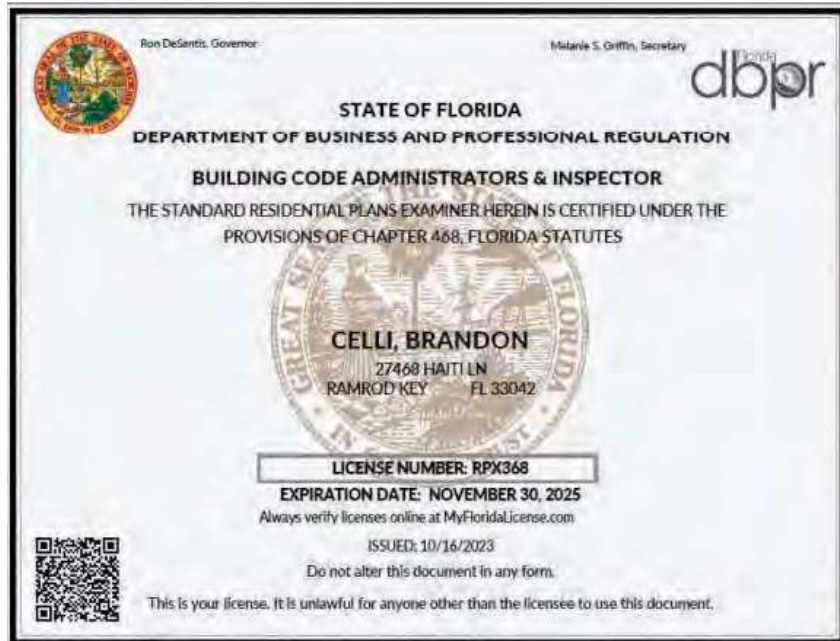 Ron DeSantis, Governor
Melanie S. Griffin, Secretary
Florida
dbpr
STATE OF FLORIDA
DEPARTMENT OF BUSINESS AND PROFESSIONAL REGULATION
BUILDING CODE ADMINISTRATORS & INSPECTOR
THE STANDARD RESIDENTIAL PLANS EXAMINER HEREIN IS CERTIFIED UNDER THE
PROVISIONS OF CHAPTER 468, FLORIDA STATUTES
CELLI, BRANDON
27468 HAITI LN
RAMROD KEY FL 33042
LICENSE NUMBER: RPX368
EXPIRATION DATE: NOVEMBER 30, 2025
Always verify licenses online at MyFloridaLicense.com
ISSUED: 10/16/2023
Do not alter this document in any form.
This is your license. It is unlawful for anyone other than the licensee to use this document.